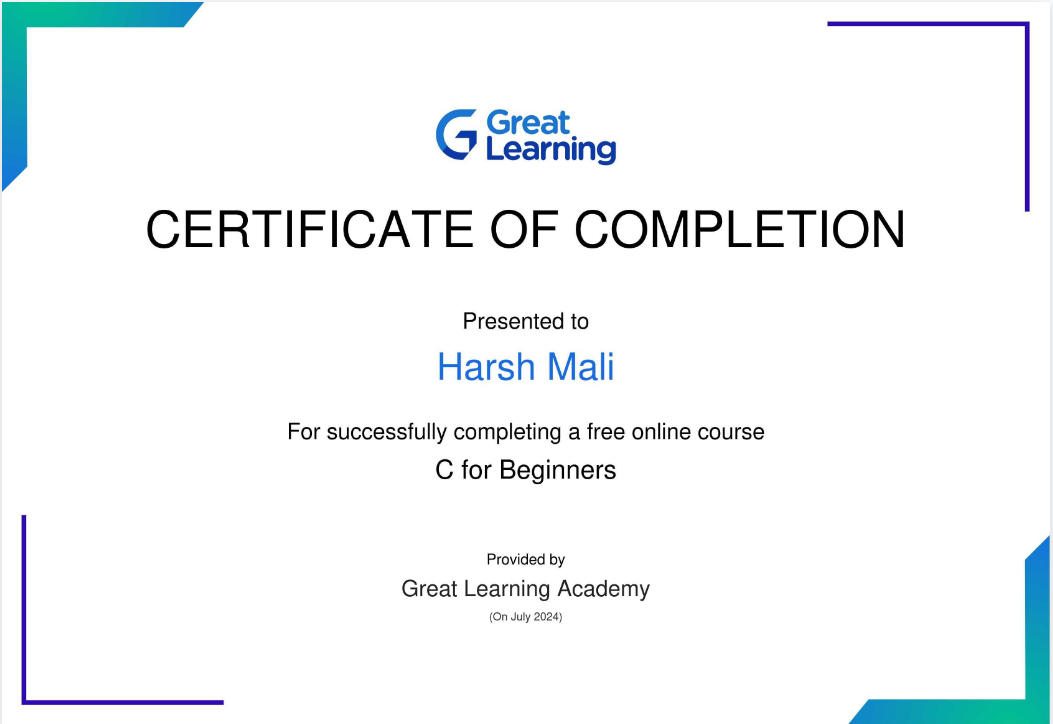 Great
Learning
CERTIFICATE OF COMPLETION
Presented to
Harsh Mali
For successfully completing a free online course
C for Beginners
Provided by
Great Learning Academy
(On July 2024)